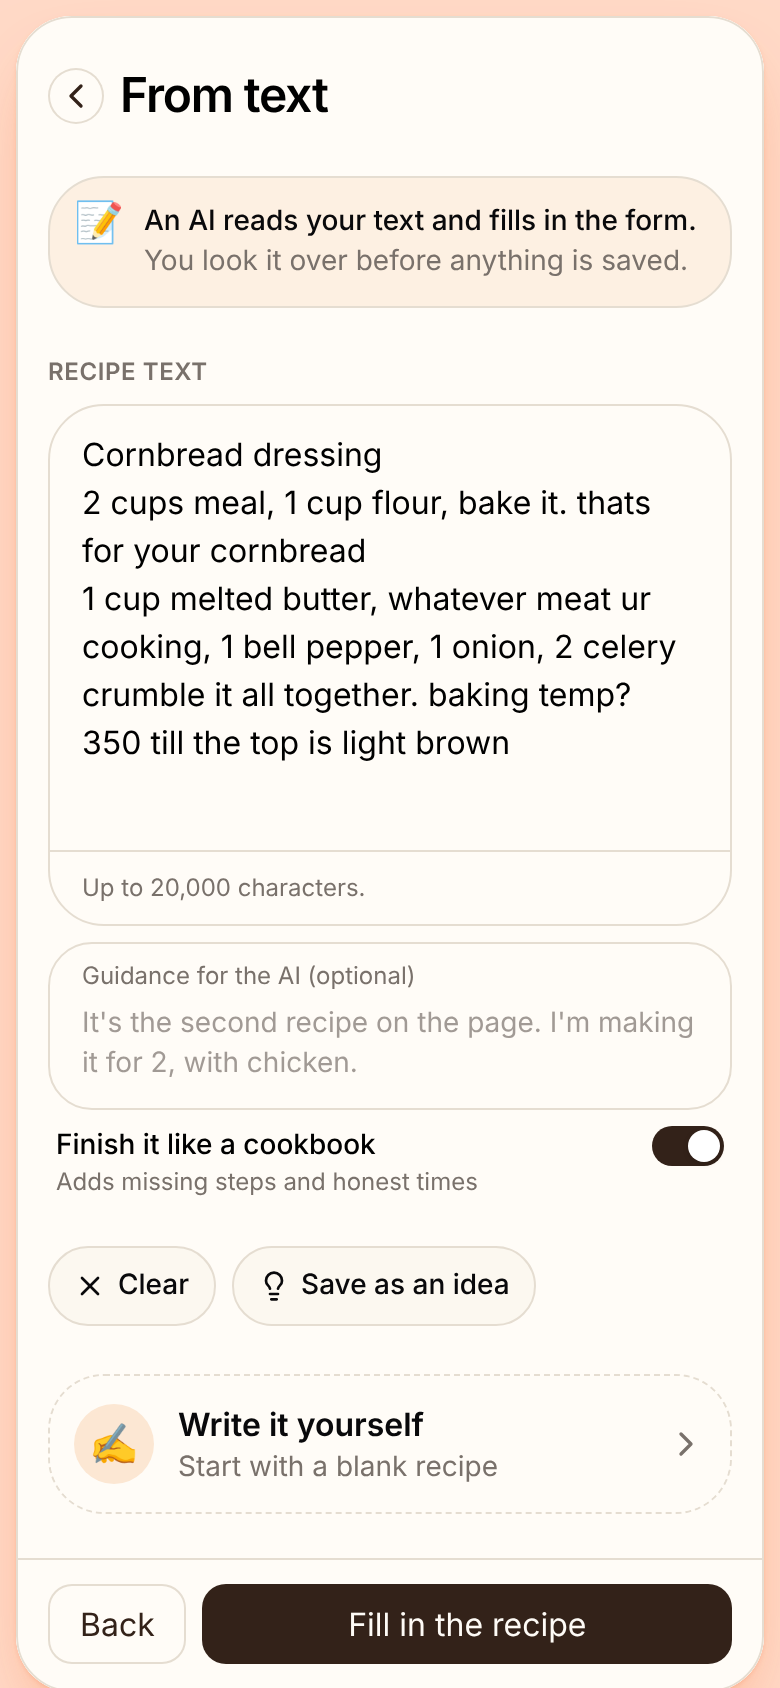 From text
An AI reads your text and fills in the form.
You look it over before anything is saved.
RECIPE TEXT
Cornbread dressing
2 cups meal, 1 cup flour, bake it. thats
for your cornbread
1 cup melted butter, whatever meat ur
cooking, 1 bell pepper, 1 onion, 2 celery
crumble it all together. baking temp?
350 till the top is light brown
Up to 20,000 characters.
Guidance for the AI (optional)
It's the second recipe on the page. I'm making
it for 2, with chicken.
Finish it like a cookbook
Adds missing steps and honest times
Clear
Save as an idea
Write it yourself
Start with a blank recipe
Back
Fill in the recipe